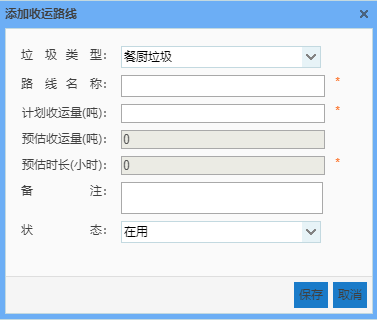 添加收运路线
垃圾类型: 餐厨垃圾
路线名称: *
计划收运量(吨): *
预估收运量(吨): 0
预估时长(小时): 0 *
备注:
状态: 在用
保存 取消